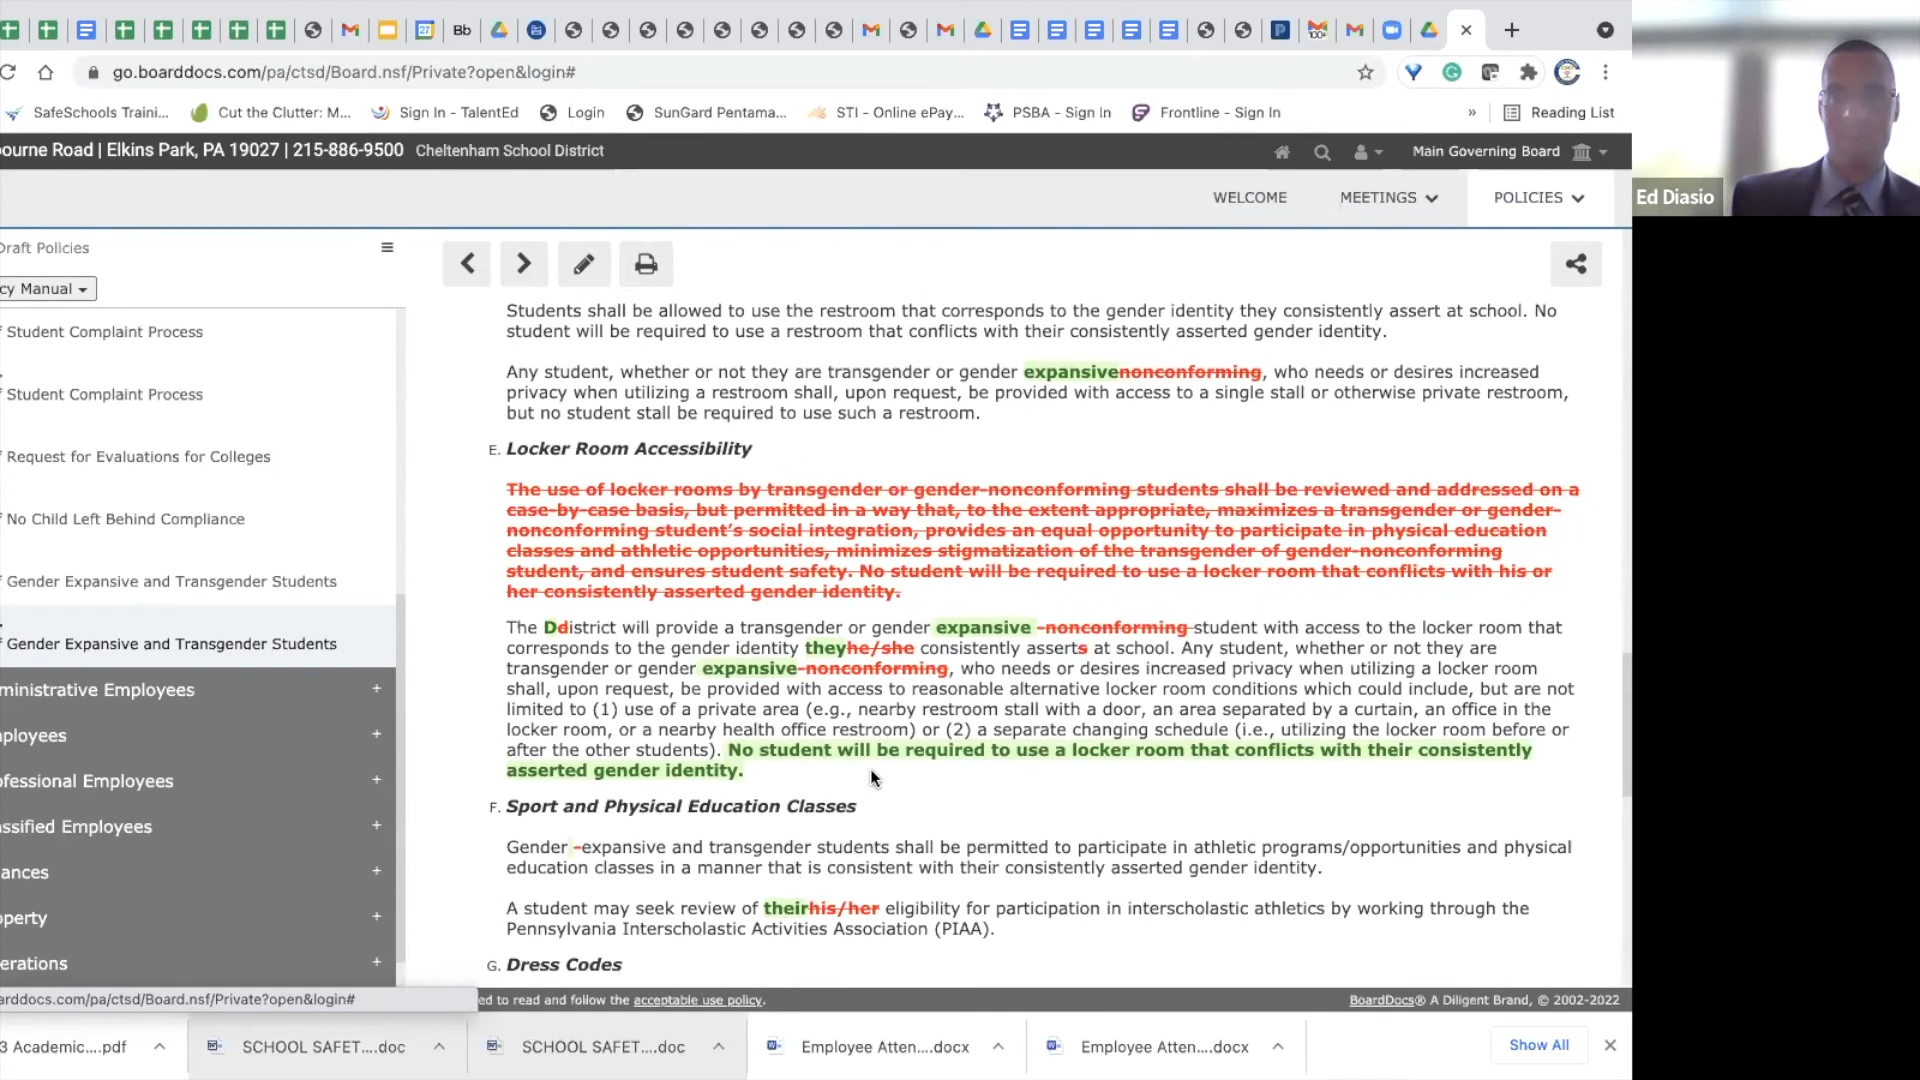 Bb
go.boarddocs.com/pa/ctsd/Board.nsf/Private?open&login#
SafeSchools Traini... Cut the Clutter: M... Sign In - TalentEd Login SunGard Pentama... STI - Online ePay... PSBA - Sign In Frontline - Sign In » Reading List
ourne Road | Elkins Park, PA 19027 | 215-886-9500 Cheltenham School District Main Governing Board
WELCOME MEETINGS POLICIES
Ed Diasio
Draft Policies
cy Manual
Student Complaint Process
Student Complaint Process
Request for Evaluations for Colleges
No Child Left Behind Compliance
Gender Expansive and Transgender Students
Gender Expansive and Transgender Students
ministrative Employees +
ployees +
ofessional Employees +
assified Employees +
ances +
operty +
erations +
Students shall be allowed to use the restroom that corresponds to the gender identity they consistently assert at school. No
student will be required to use a restroom that conflicts with their consistently asserted gender identity.
Any student, whether or not they are transgender or gender expansivenonconforming, who needs or desires increased
privacy when utilizing a restroom shall, upon request, be provided with access to a single stall or otherwise private restroom,
but no student stall be required to use such a restroom.
E. Locker Room Accessibility
The use of locker rooms by transgender or gender-nonconforming students shall be reviewed and addressed on a
case-by-case basis, but permitted in a way that, to the extent appropriate, maximizes a transgender or gender-
nonconforming student’s social integration, provides an equal opportunity to participate in physical education
classes and athletic opportunities, minimizes stigmatization of the transgender of gender-nonconforming
student, and ensures student safety. No student will be required to use a locker room that conflicts with his or
her consistently asserted gender identity.
The Ddistrict will provide a transgender or gender expansive -nonconforming student with access to the locker room that
corresponds to the gender identity theyhe/she consistently asserts at school. Any student, whether or not they are
transgender or gender expansive-nonconforming, who needs or desires increased privacy when utilizing a locker room
shall, upon request, be provided with access to reasonable alternative locker room conditions which could include, but are not
limited to (1) use of a private area (e.g., nearby restroom stall with a door, an area separated by a curtain, an office in the
locker room, or a nearby health office restroom) or (2) a separate changing schedule (i.e., utilizing the locker room before or
after the other students). No student will be required to use a locker room that conflicts with their consistently
asserted gender identity.
F. Sport and Physical Education Classes
Gender -expansive and transgender students shall be permitted to participate in athletic programs/opportunities and physical
education classes in a manner that is consistent with their consistently asserted gender identity.
A student may seek review of theirhis/her eligibility for participation in interscholastic athletics by working through the
Pennsylvania Interscholastic Activities Association (PIAA).
G. Dress Codes
arddocs.com/pa/ctsd/Board.nsf/Private?open&login# ed to read and follow the acceptable use policy. BoardDocs® A Diligent Brand, © 2002-2022
3 Academic....pdf SCHOOL SAFET....doc SCHOOL SAFET....doc Employee Atten....docx Employee Atten....docx Show All